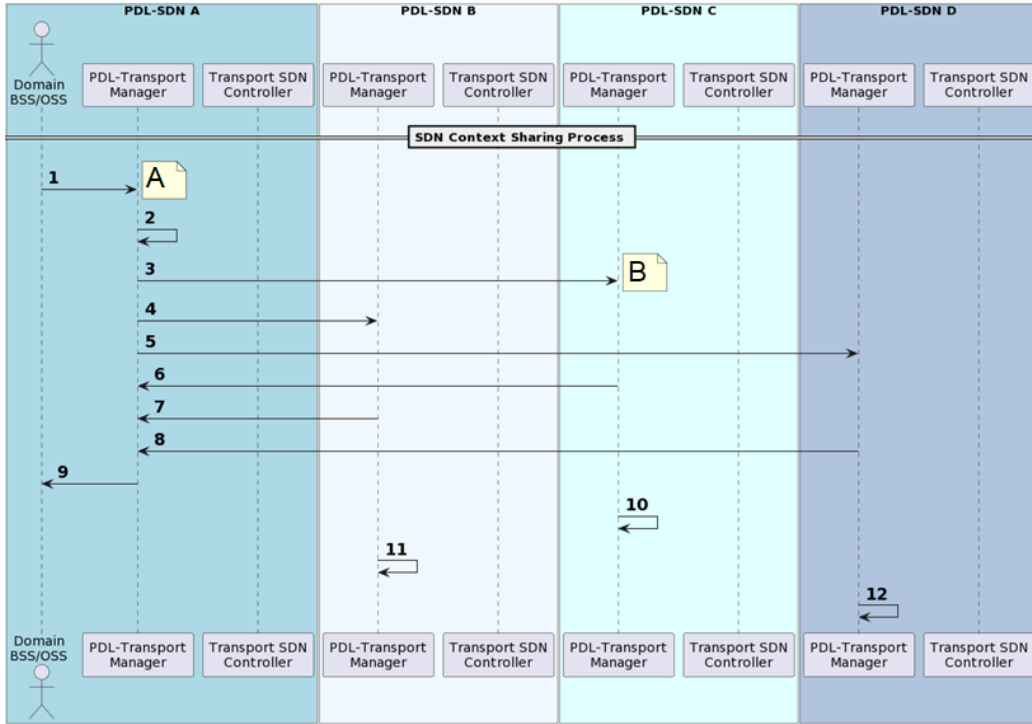 PDL-SDN A
PDL-SDN B
PDL-SDN C
PDL-SDN D
Domain
BSS/OSS
PDL-Transport
Manager
Transport SDN
Controller
PDL-Transport
Manager
Transport SDN
Controller
PDL-Transport
Manager
Transport SDN
Controller
PDL-Transport
Manager
Transport SDN
Controller
SDN Context Sharing Process
1
A
2
3
B
4
5
6
7
8
9
10
11
12
Domain
BSS/OSS
PDL-Transport
Manager
Transport SDN
Controller
PDL-Transport
Manager
Transport SDN
Controller
PDL-Transport
Manager
Transport SDN
Controller
PDL-Transport
Manager
Transport SDN
Controller